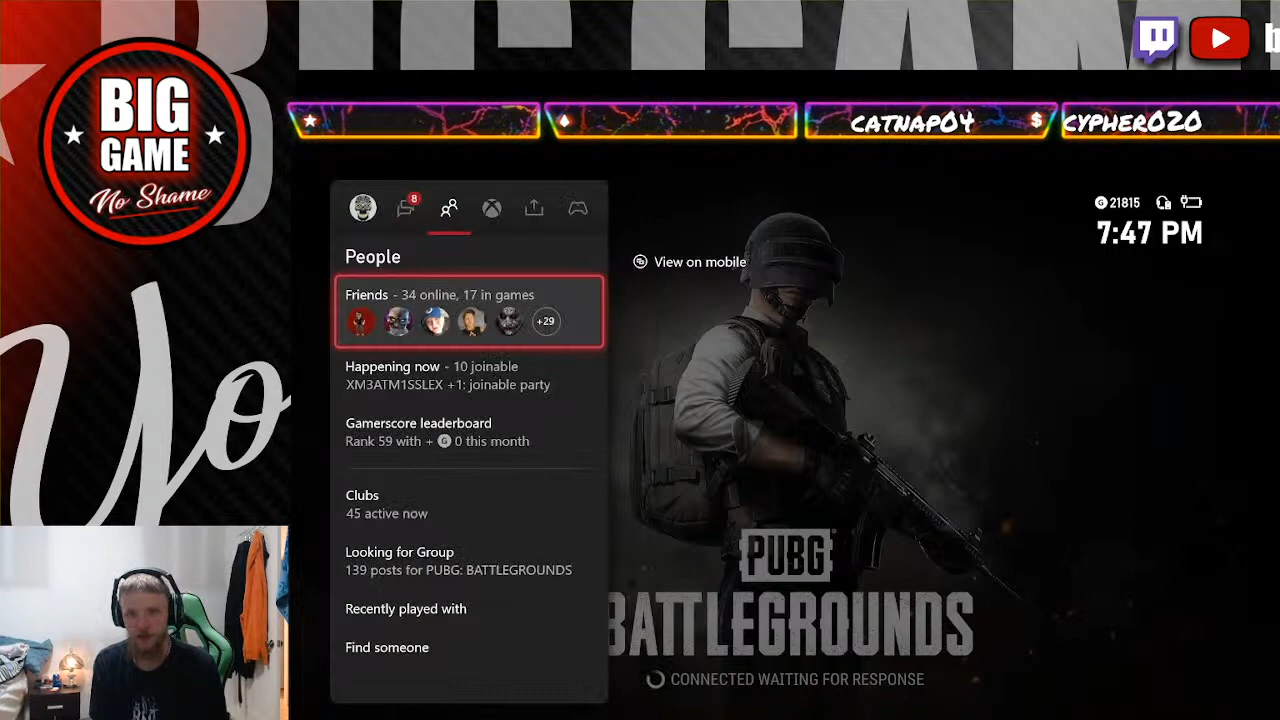 BIG GAME
BIG
GAME
No Shame
b
CATNAP04 $
CYPHER020
Yo
8
G 21815
7:47 PM
People
View on mobile
Friends - 34 online, 17 in games
+29
Happening now - 10 joinable
XM3ATM1SSLEX +1: joinable party
Gamerscore leaderboard
Rank 59 with + G 0 this month
Clubs
45 active now
Looking for Group
139 posts for PUBG: BATTLEGROUNDS
Recently played with
Find someone
PUBG
BATTLEGROUNDS
CONNECTED WAITING FOR RESPONSE